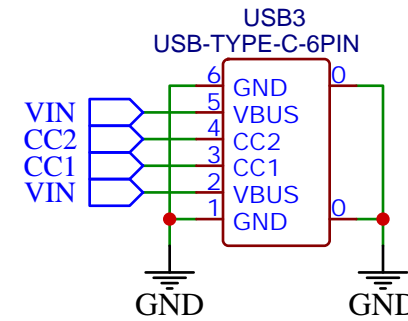 USB3
USB-TYPE-C-6PIN
6 GND 0
VIN 5 VBUS
CC2 4 CC2
CC1 3 CC1
VIN 2 VBUS
1 GND 0
GND GND